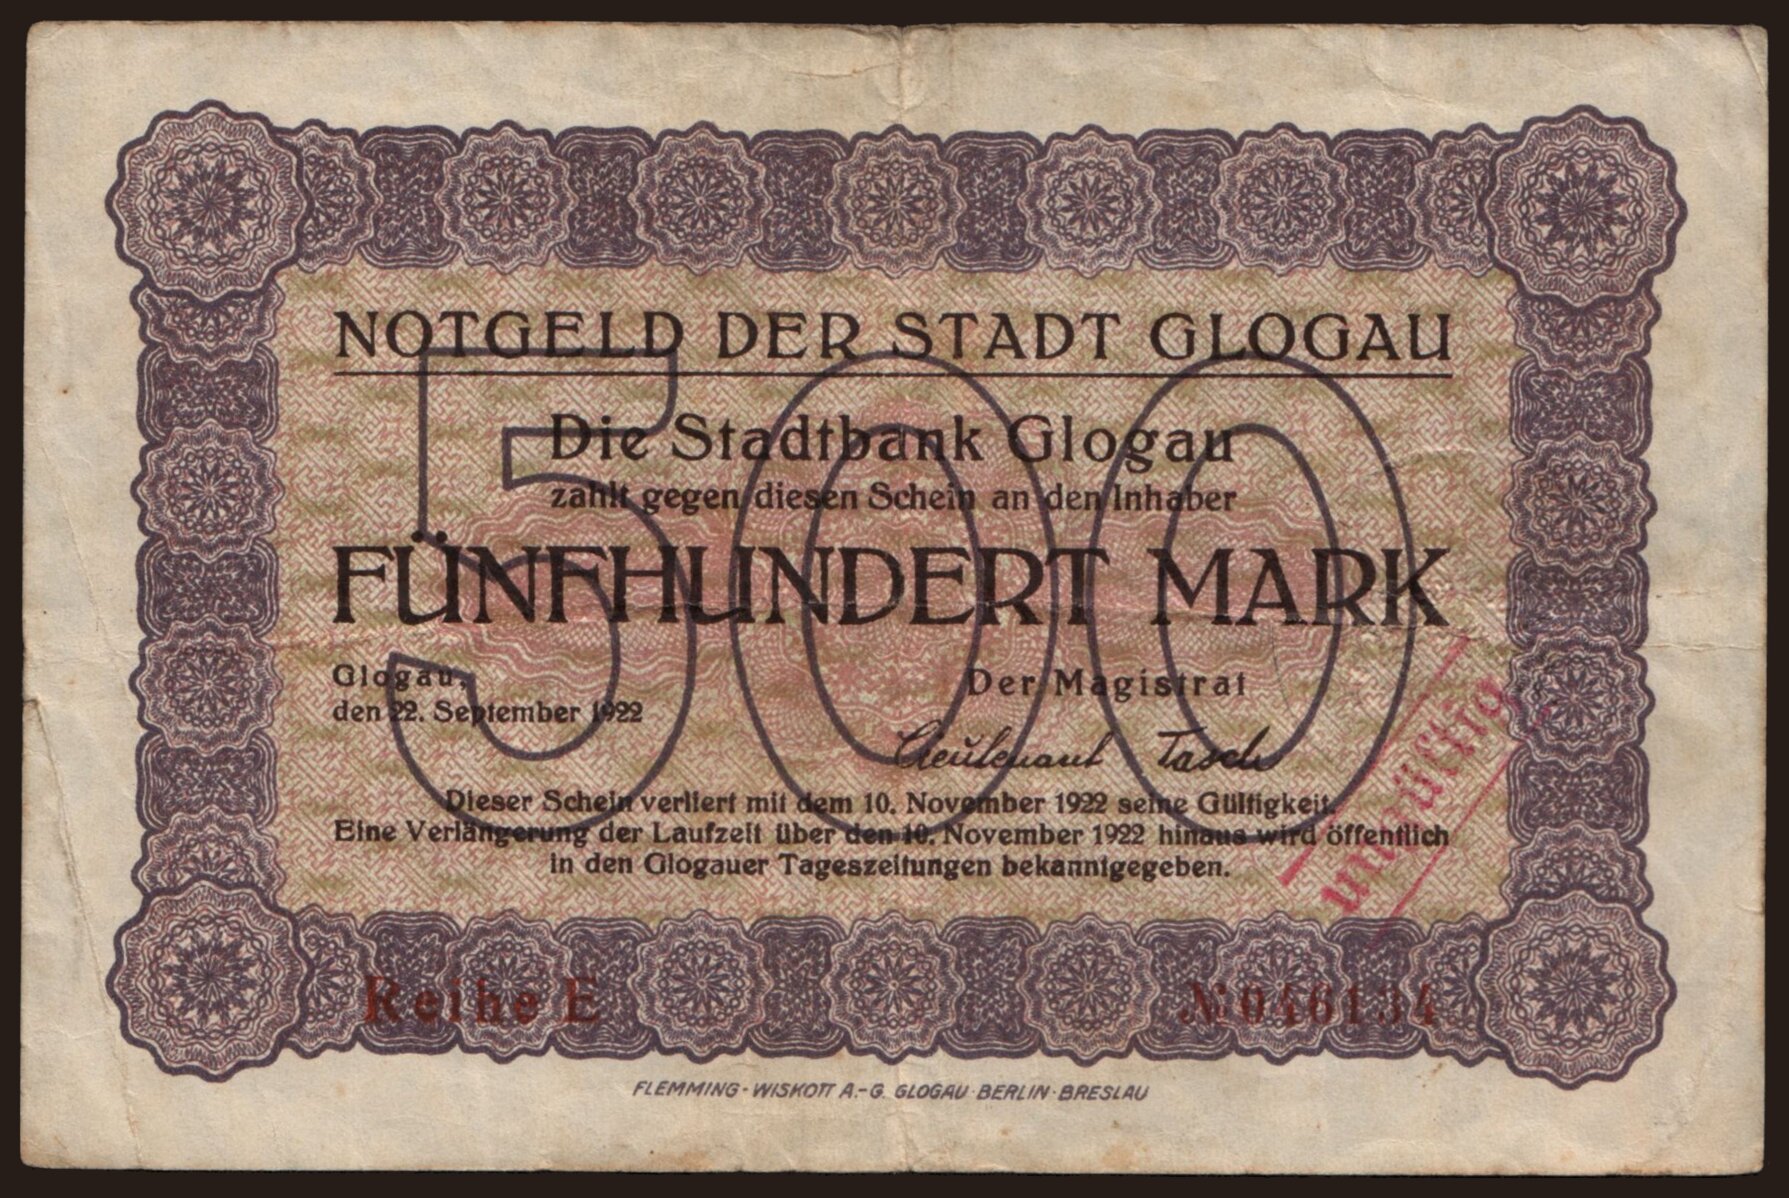 NOTGELD DER STADT GLOGAU
500
Die Stadtbank Glogau
zahlt gegen diesen Schein an den Inhaber
FÜNFHUNDERT MARK
Glogau,
den 22. September 1922
Der Magistrat
Tasch
Dieser Schein verliert mit dem 10. November 1922 seine Gültigkeit.
Eine Verlängerung der Laufzeit über den 10. November 1922 hinaus wird öffentlich
in den Glogauer Tageszeitungen bekanntgegeben.
ungültig
Reihe E
№ 046134
FLEMMING-WISKOTT A.-G. GLOGAU·BERLIN·BRESLAU